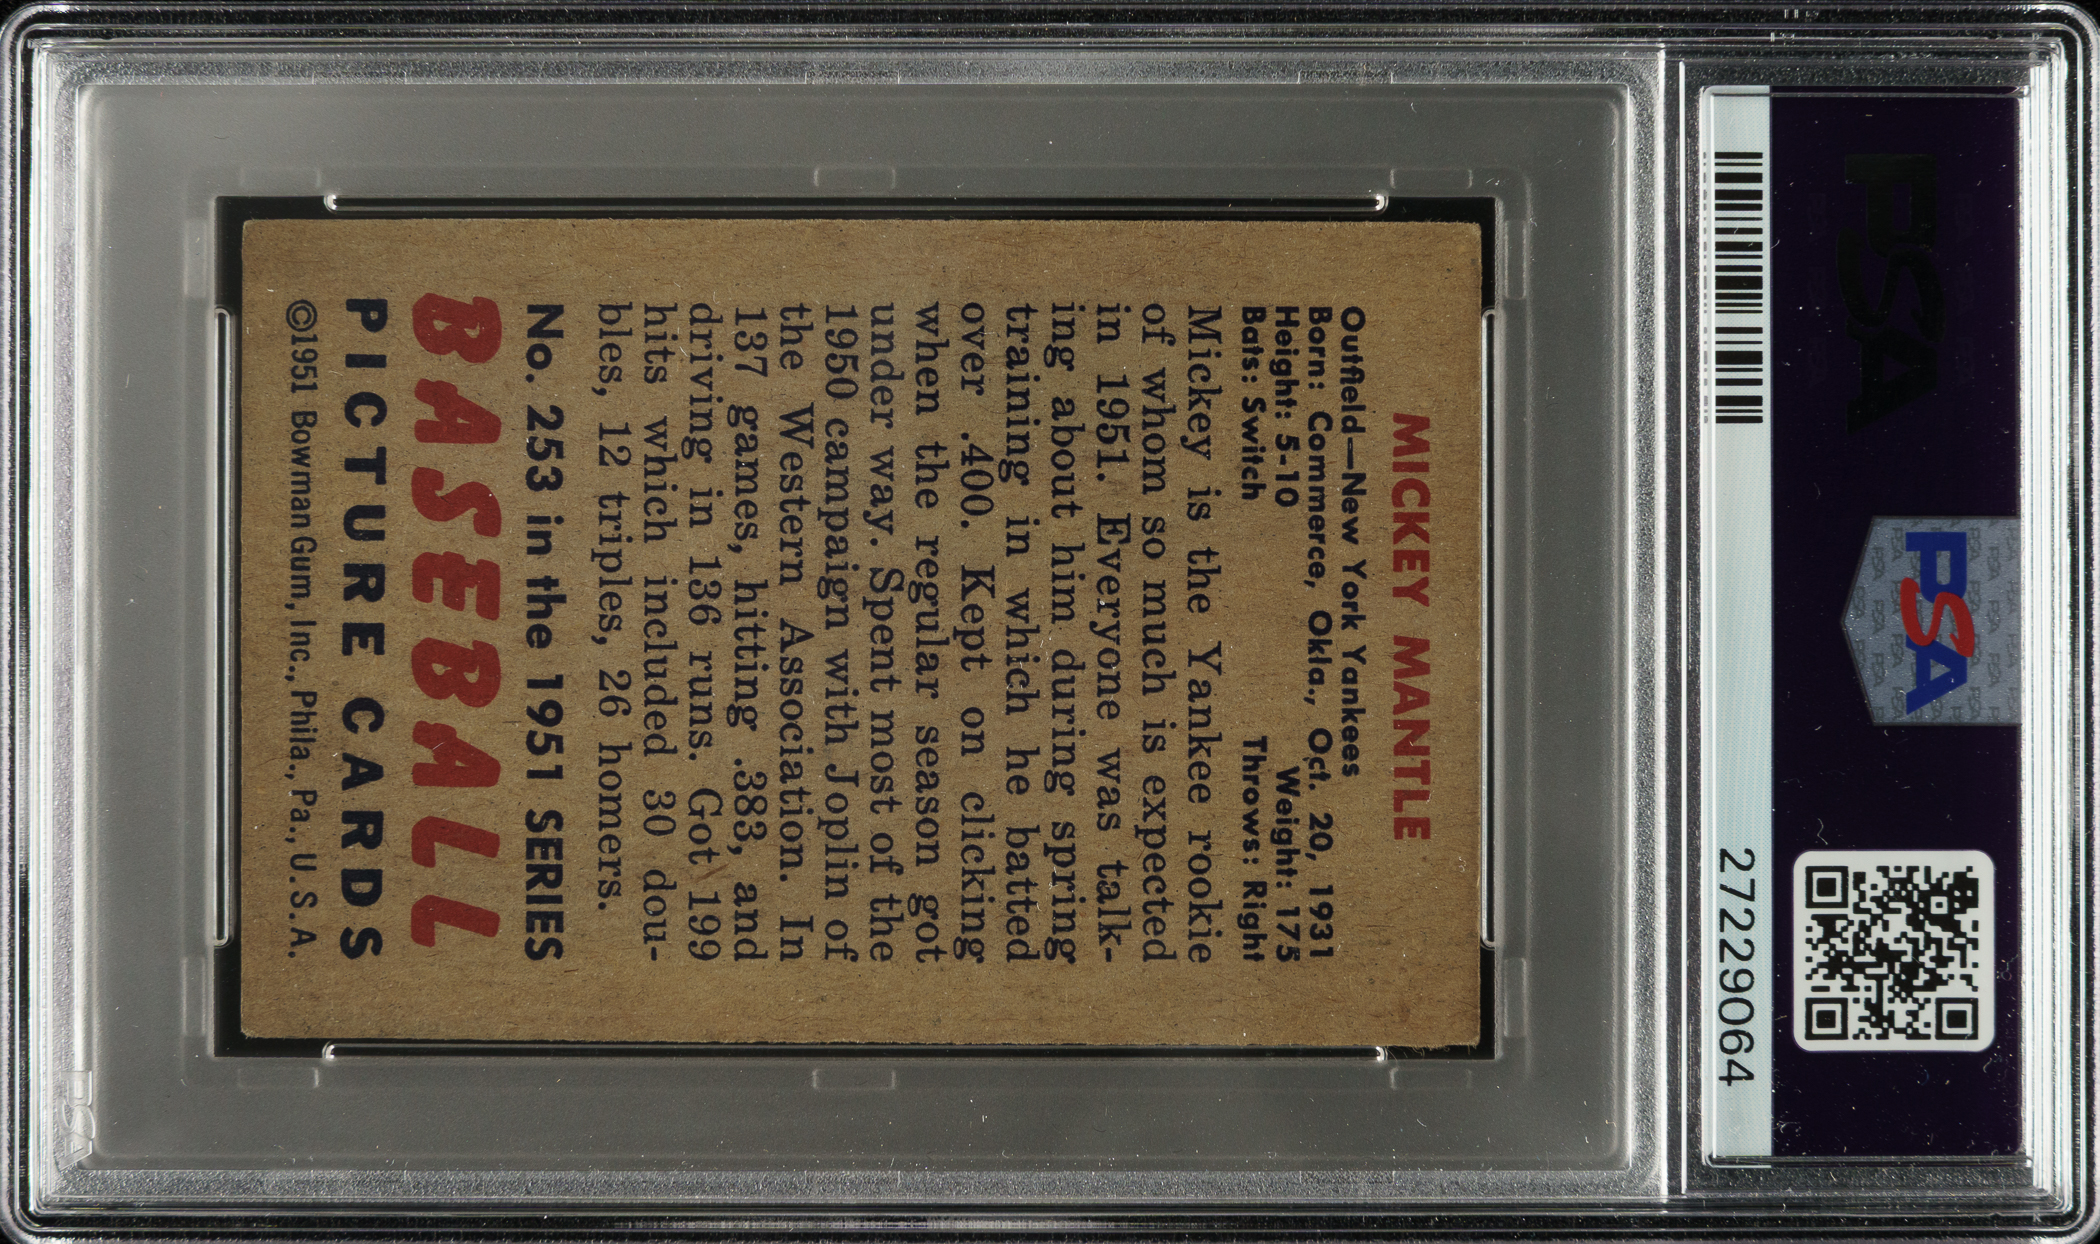 PSA
PSA
27229064
MICKEY MANTLE
Outfield—New York Yankees
Born: Commerce, Okla., Oct. 20, 1931
Height: 5-10 Weight: 175
Bats: Switch Throws: Right
Mickey is the Yankee rookie
of whom so much is expected
in 1951. Everyone was talk-
ing about him during spring
training in which he batted
over .400. Kept on clicking
when the regular season got
under way. Spent most of the
1950 campaign with Joplin of
the Western Association. In
137 games, hitting .383, and
driving in 136 runs. Got 199
hits which included 30 dou-
bles, 12 triples, 26 homers.
No. 253 in the 1951 SERIES
BASEBALL
PICTURE CARDS
©1951 Bowman Gum, Inc., Phila., Pa., U.S.A.
PSA